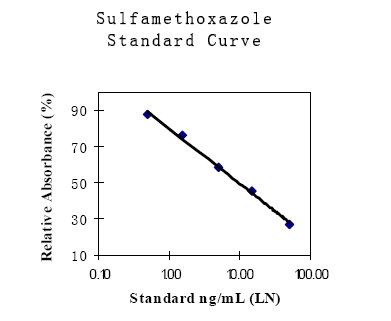 Sulfamethoxazole
Standard Curve
Relative Absorbance (%)
90
70
50
30
10
0.10
1.00
10.00
100.00
Standard ng/mL (LN)